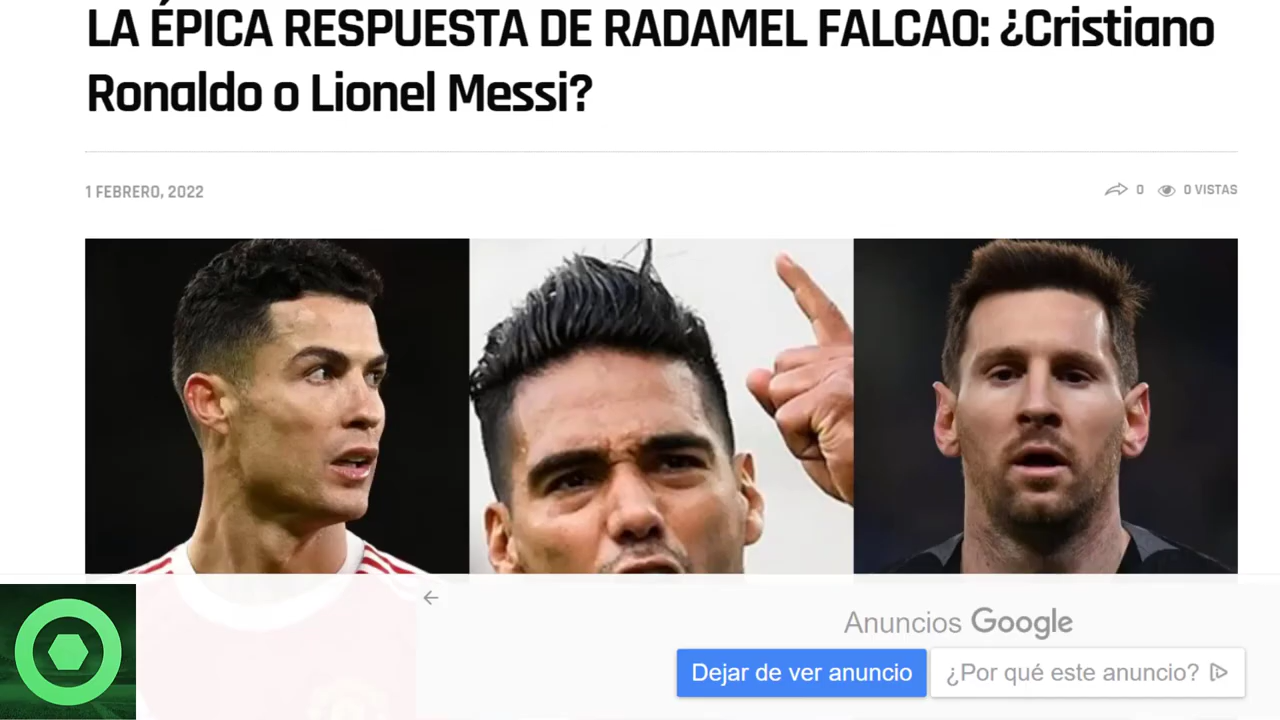 LA ÉPICA RESPUESTA DE RADAMEL FALCAO: ¿Cristiano
Ronaldo o Lionel Messi?
1 FEBRERO, 2022
0
0 VISTAS
Anuncios Google
Dejar de ver anuncio
¿Por qué este anuncio?